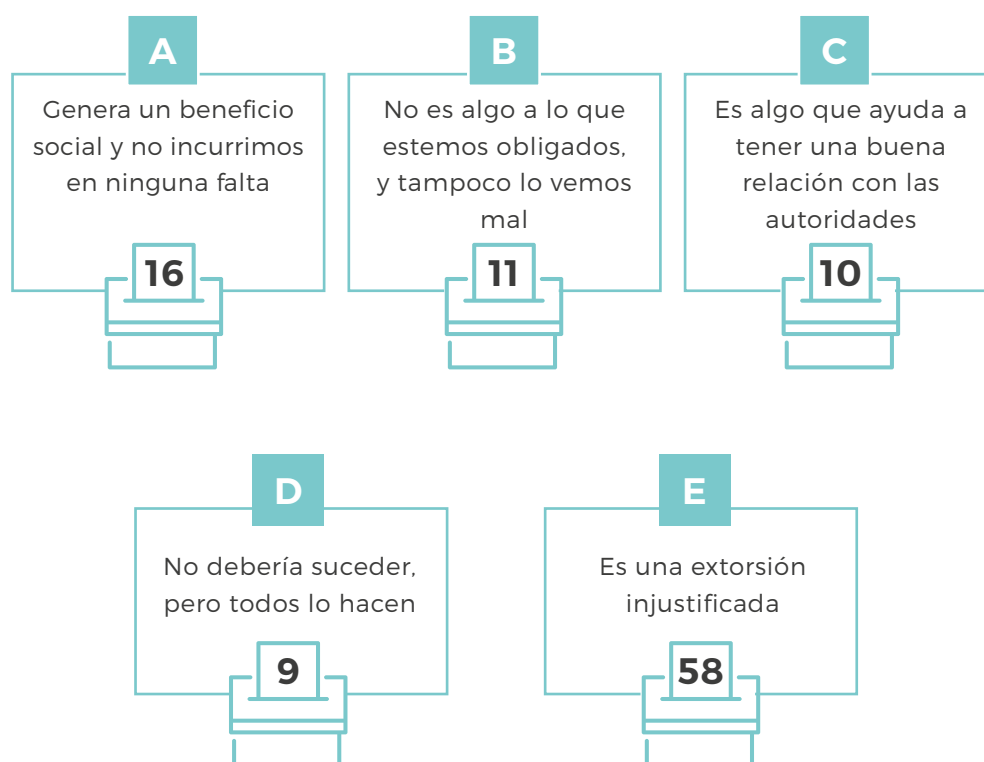 A
Genera un beneficio
social y no incurrimos
en ninguna falta
16
B
No es algo a lo que
estemos obligados,
y tampoco lo vemos
mal
11
C
Es algo que ayuda a
tener una buena
relación con las
autoridades
10
D
No debería suceder,
pero todos lo hacen
9
E
Es una extorsión
injustificada
58